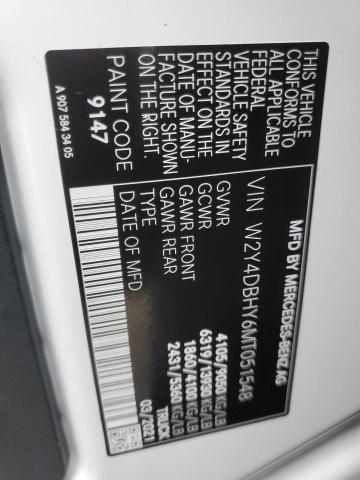 MFD BY MERCEDES-BENZ AG
VIN W2Y4DBHY6MT051548
GVWR 4105/9050 KG/LB
GCWR 6319/13930 KG/LB
GAWR FRONT 1860/4100 KG/LB
GAWR REAR 2431/5360 KG/LB
TYPE TRUCK
DATE OF MFD 03/2021
THIS VEHICLE
CONFORMS TO
ALL APPLICABLE
FEDERAL
VEHICLE SAFETY
STANDARDS IN
EFFECT ON THE
DATE OF MANU-
FACTURE SHOWN
ON THE RIGHT.
PAINT CODE
9147
A 907 584 34 05